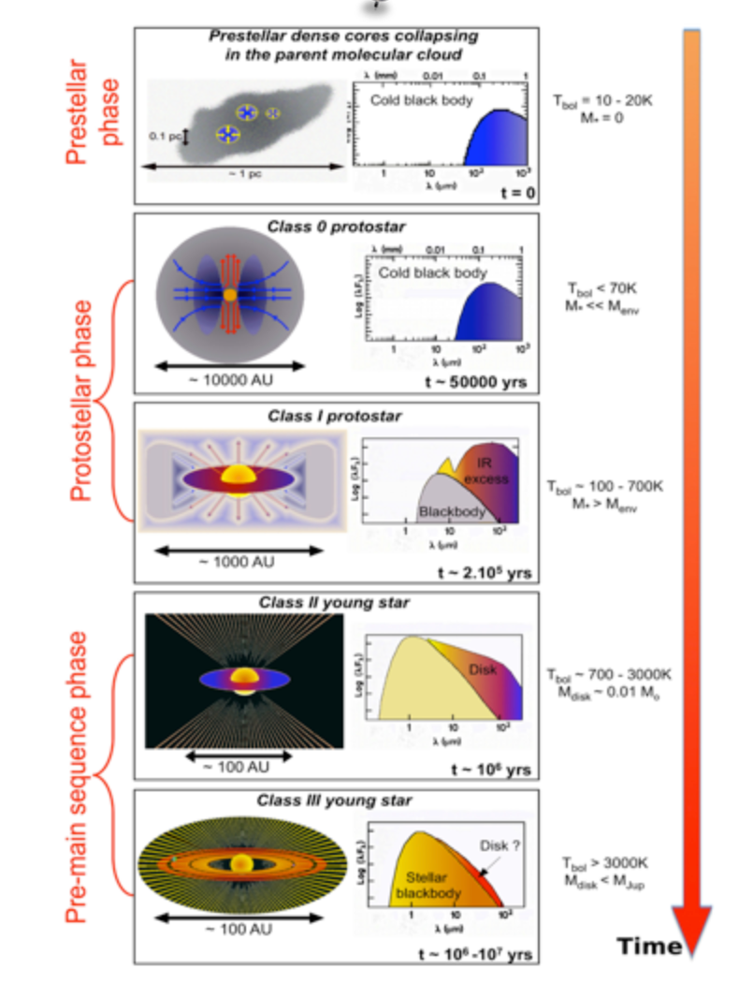 Prestellar phase
Prestellar dense cores collapsing
in the parent molecular cloud
0.1 pc
~ 1 pc
λ (mm) 0.01 0.1 1
Cold black body
1 10 10² 10³
λ (μm)
t = 0
Tbol = 10 - 20K
M* = 0
Protostellar phase
Class 0 protostar
~ 10000 AU
λ (mm) 0.01 0.1 1
Cold black body
Log (λFλ)
1 10 10² 10³
λ (μm)
t ~ 50000 yrs
Tbol < 70K
M* << Menv
Class I protostar
~ 1000 AU
Log (λFλ)
IR
excess
Blackbody
1 10 10²
λ (μm)
t ~ 2.10⁵ yrs
Tbol ~ 100 - 700K
M* > Menv
Pre-main sequence phase
Class II young star
~ 100 AU
Log (λFλ)
Disk
1 10 10²
λ (μm)
t ~ 10⁶ yrs
Tbol ~ 700 - 3000K
Mdisk ~ 0.01 Mo
Class III young star
~ 100 AU
Log (λFλ)
Disk ?
Stellar
blackbody
1 10 10²
λ (μm)
t ~ 10⁶ -10⁷ yrs
Tbol > 3000K
Mdisk < MJup
Time